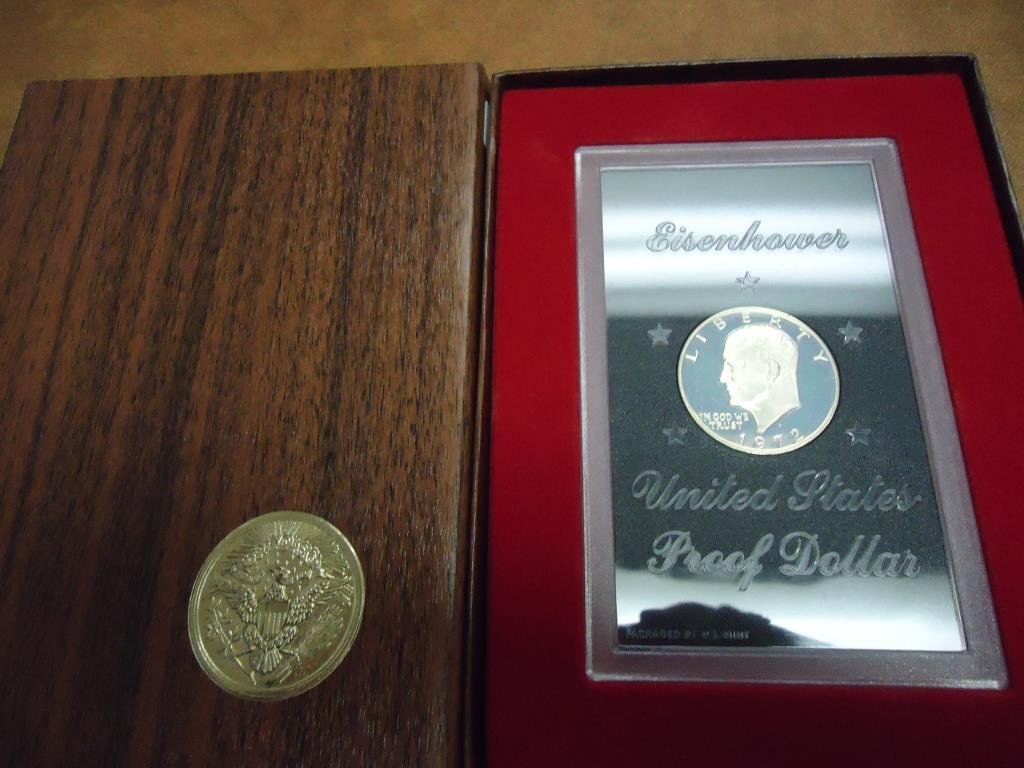 Eisenhower
LIBERTY
IN GOD WE
TRUST
1972
United States
Proof Dollar
PACKAGED BY U.S. MINT